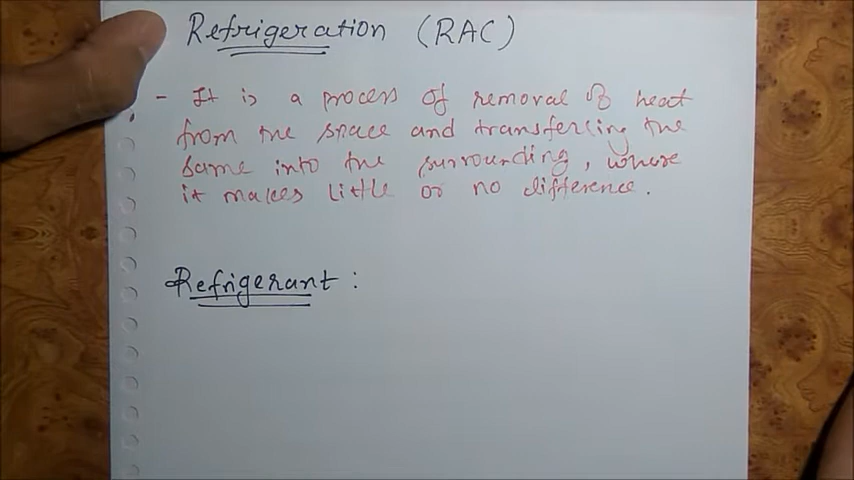 Refrigeration (RAC)
- It is a process of removal of heat
from the space and transferring the
same into the surrounding, where
it makes little or no difference.
Refrigerant :